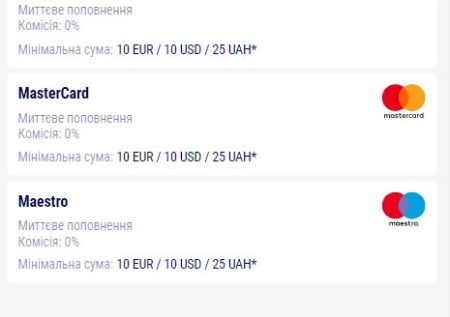 Миттєве поповнення
Комісія: 0%
Мінімальна сума: 10 EUR / 10 USD / 25 UAH*
MasterCard
mastercard.
Миттєве поповнення
Комісія: 0%
Мінімальна сума: 10 EUR / 10 USD / 25 UAH*
Maestro
maestro.
Миттєве поповнення
Комісія: 0%
Мінімальна сума: 10 EUR / 10 USD / 25 UAH*